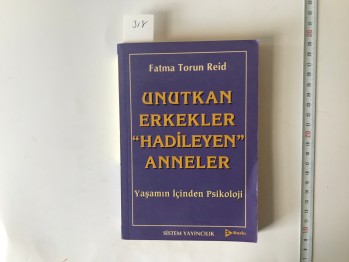 318
Fatma Torun Reid
UNUTKAN
ERKEKLER
“HADİLEYEN”
ANNELER
Yaşamın İçinden Psikoloji
SİSTEM YAYINCILIK